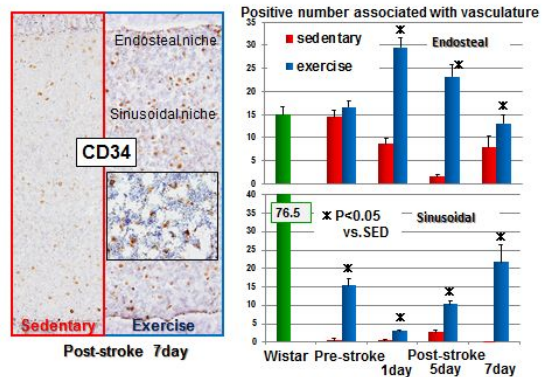 Endosteal niche
Sinusoidal niche
CD34
Sedentary
Exercise
Post-stroke 7day
Positive number associated with vasculature
35
30
25
20
15
10
5
0
sedentary
exercise
Endosteal
40
35
30
25
20
15
10
5
0
76.5
P<0.05
vs.SED
Sinusoidal
Wistar
Pre-stroke
Post-stroke
1day
5day
7day